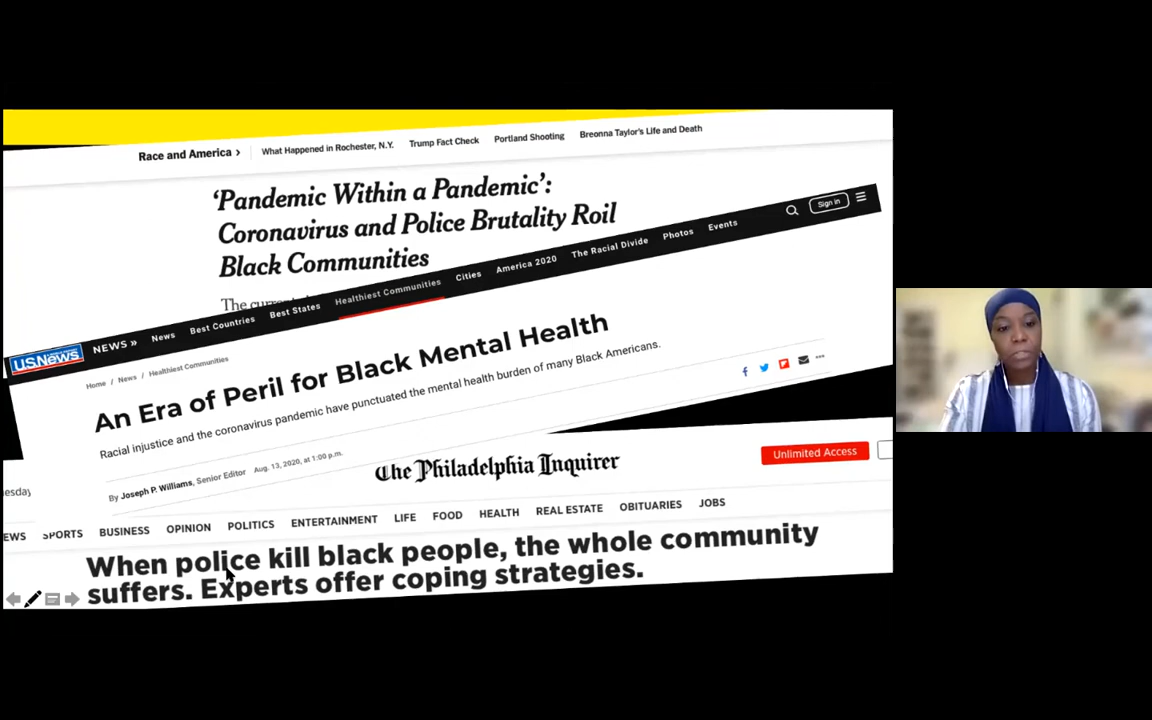 Race and America › What Happened in Rochester, N.Y. Trump Fact Check Portland Shooting Breonna Taylor's Life and Death
'Pandemic Within a Pandemic':
Coronavirus and Police Brutality Roil
Black Communities
The
U.S.News NEWS » News Best Countries Best States Healthiest Communities Cities America 2020 The Racial Divide Photos Events Sign in
Home / News / Healthiest Communities
An Era of Peril for Black Mental Health
Racial injustice and the coronavirus pandemic have punctuated the mental health burden of many Black Americans.
By Joseph P. Williams, Senior Editor Aug. 13, 2020, at 1:00 p.m.
The Philadelphia Inquirer
Unlimited Access
SPORTS BUSINESS OPINION POLITICS ENTERTAINMENT LIFE FOOD HEALTH REAL ESTATE OBITUARIES JOBS
When police kill black people, the whole community
suffers. Experts offer coping strategies.